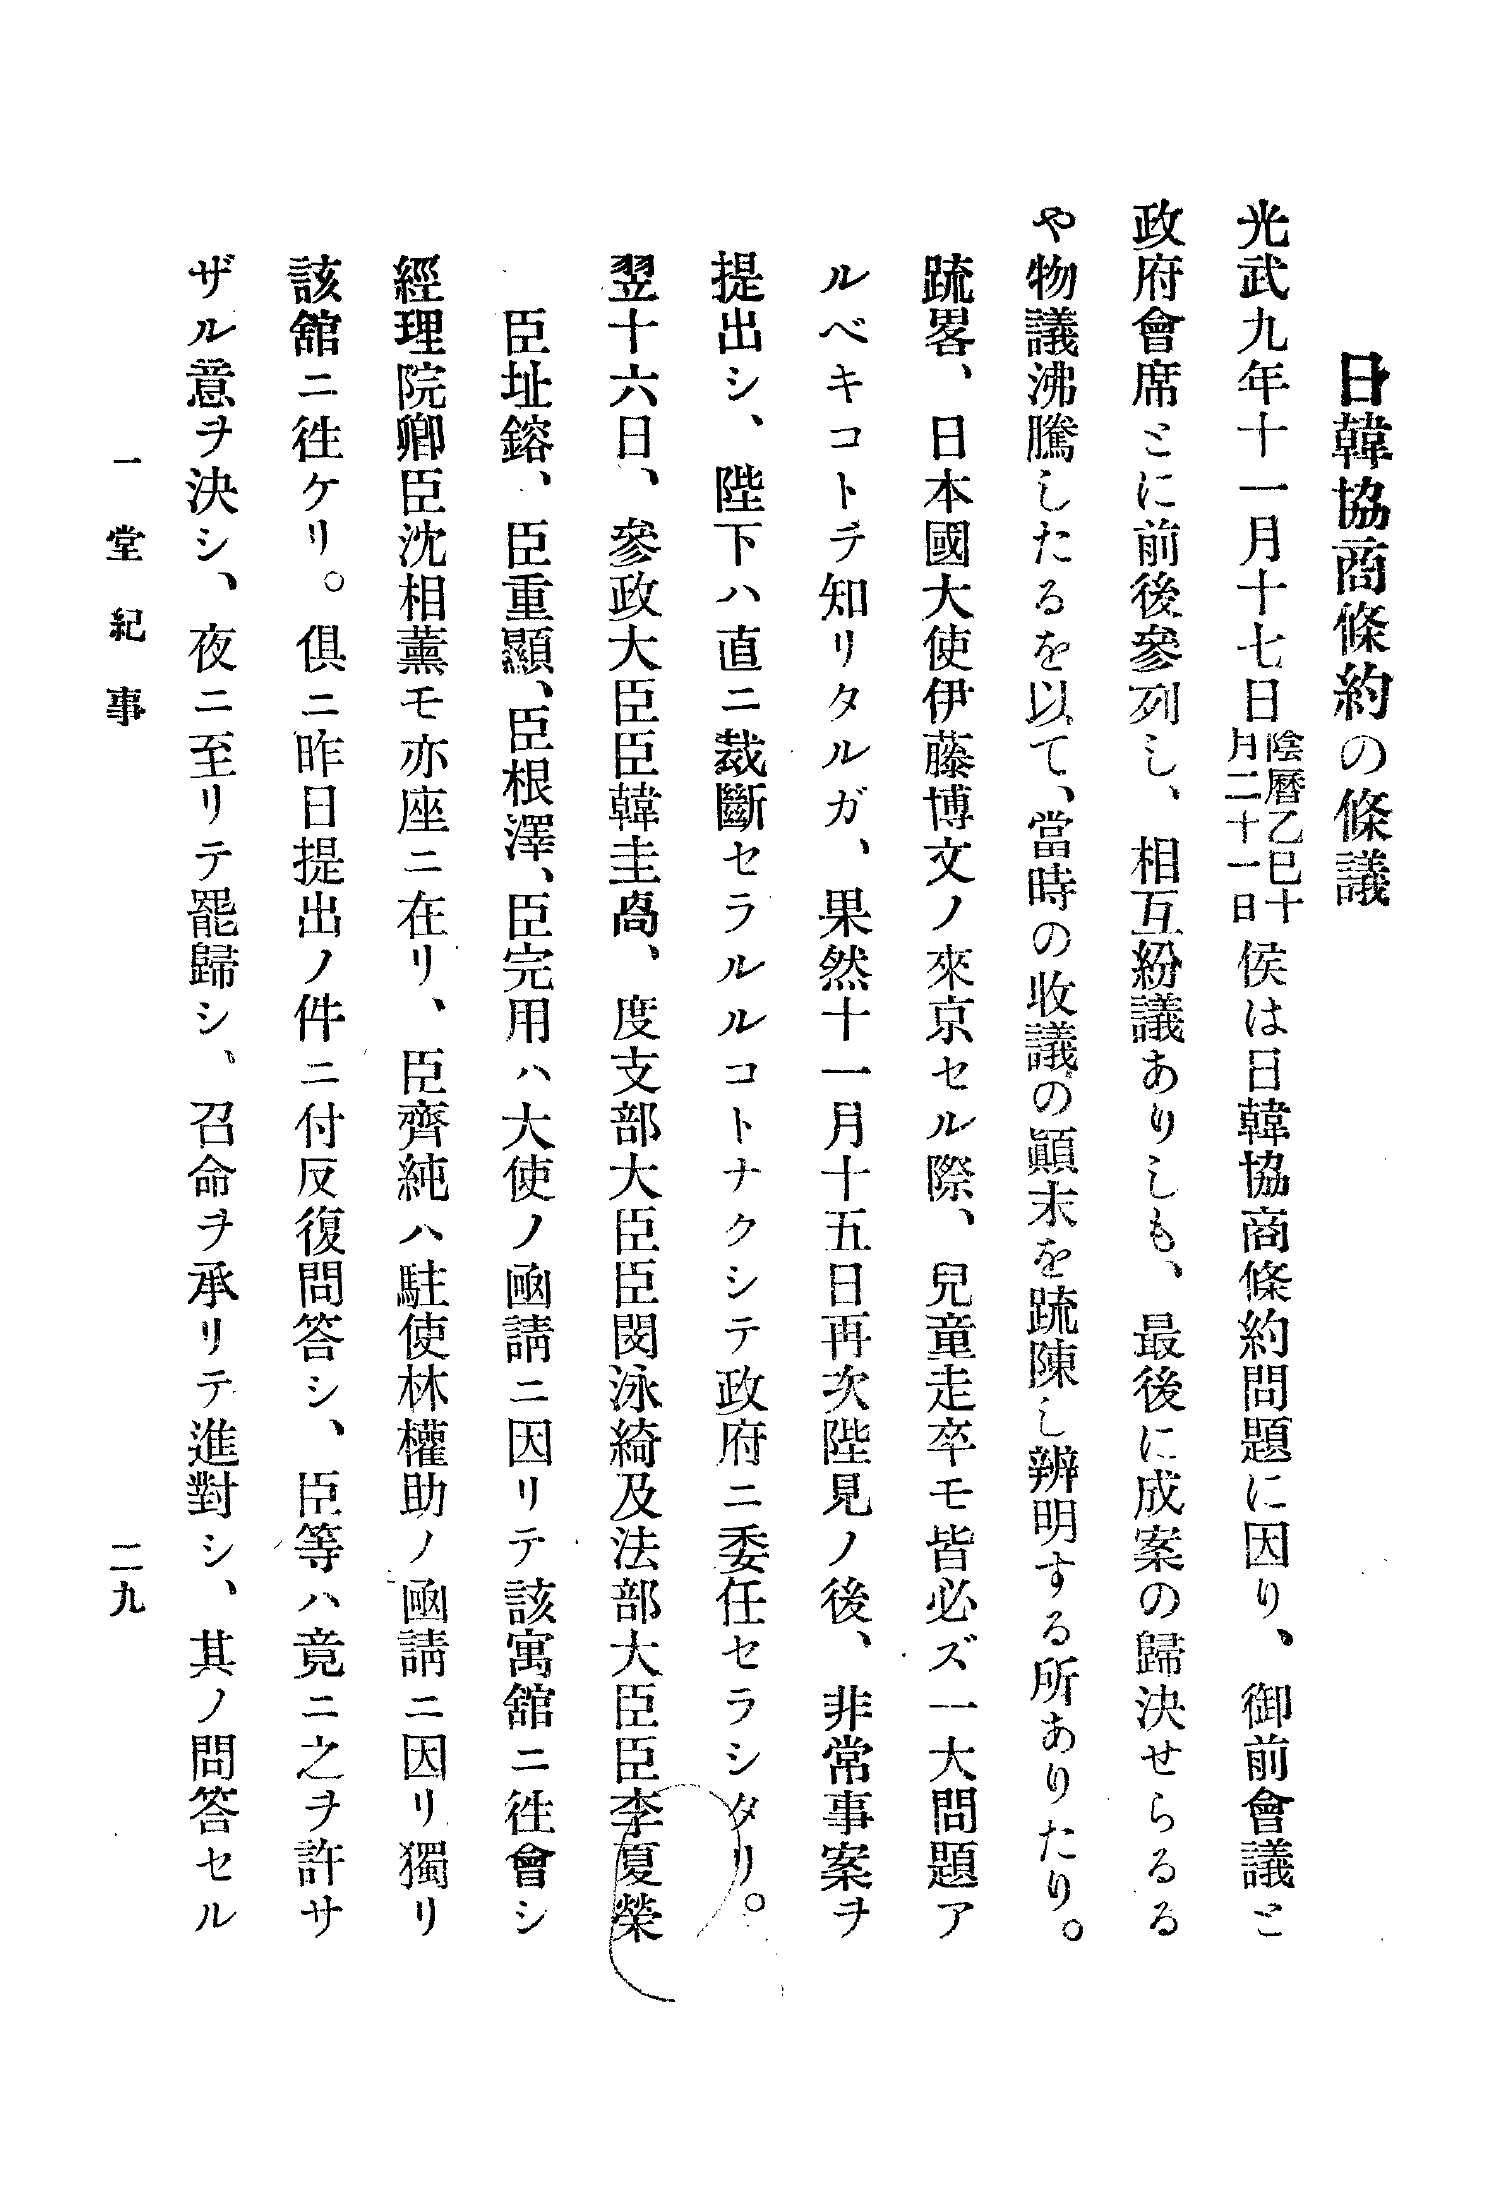 日韓協商條約の條議
光武九年十一月十七日陰曆乙巳十月二十一日侯は日韓協商條約問題に因り、御前會議と
政府會席とに前後參列し、相互紛議ありしも、最後に成案の歸決せらるる
や物議沸騰したるを以て、當時の收議の顚末を䟽陳し辨明する所ありたり。
䟽畧、日本國大使伊藤博文ノ來京セル際、兒童走卒モ皆必ズ一大問題ア
ルベキコトヲ知リタルガ、果然十一月十五日再次陛見ノ後、非常事案ヲ
提出シ、陛下ハ直ニ裁斷セラルルコトナクシテ政府ニ委任セラシタリ。
翌十六日、參政大臣臣韓圭卨、度支部大臣臣閔泳綺及法部大臣臣李夏榮
臣址鎔、臣重顯、臣根澤、臣完用ハ大使ノ凾請ニ因リテ該寓舘ニ徃會シ
經理院卿臣沈相薰モ亦座ニ在リ、臣齊純ハ駐使林權助ノ凾請ニ因リ獨リ
該舘ニ徃ケリ。俱ニ昨日提出ノ件ニ付反復問答シ、臣等ハ竟ニ之ヲ許サ
ザル意ヲ決シ、夜ニ至リテ罷歸シ、召命ヲ承リテ進對シ、其ノ問答セル
一堂紀事
二九